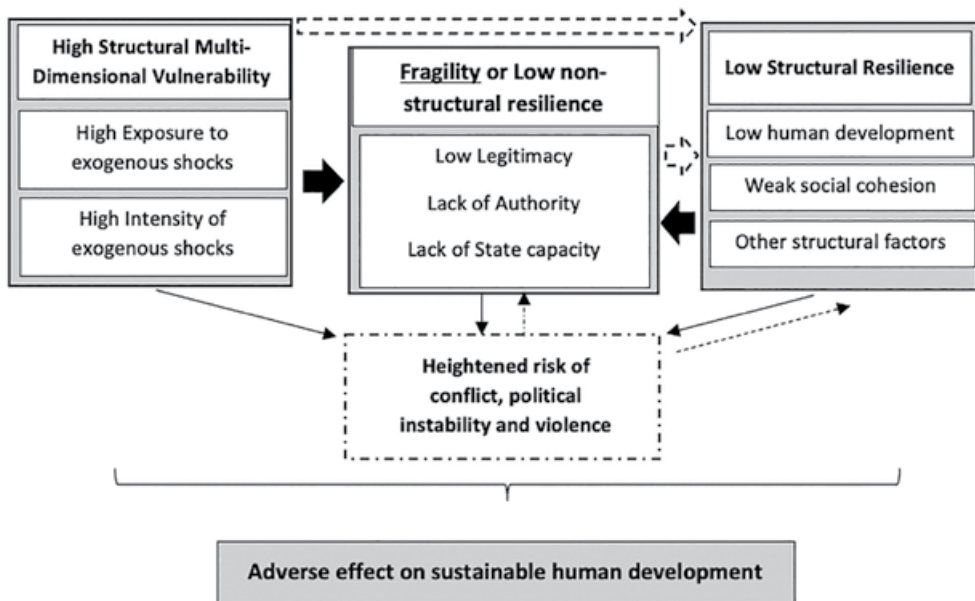 High Structural Multi-
Dimensional Vulnerability
High Exposure to
exogenous shocks
High Intensity of
exogenous shocks
Fragility or Low non-
structural resilience
Low Legitimacy
Lack of Authority
Lack of State capacity
Low Structural Resilience
Low human development
Weak social cohesion
Other structural factors
Heightened risk of
conflict, political
instability and violence
Adverse effect on sustainable human development